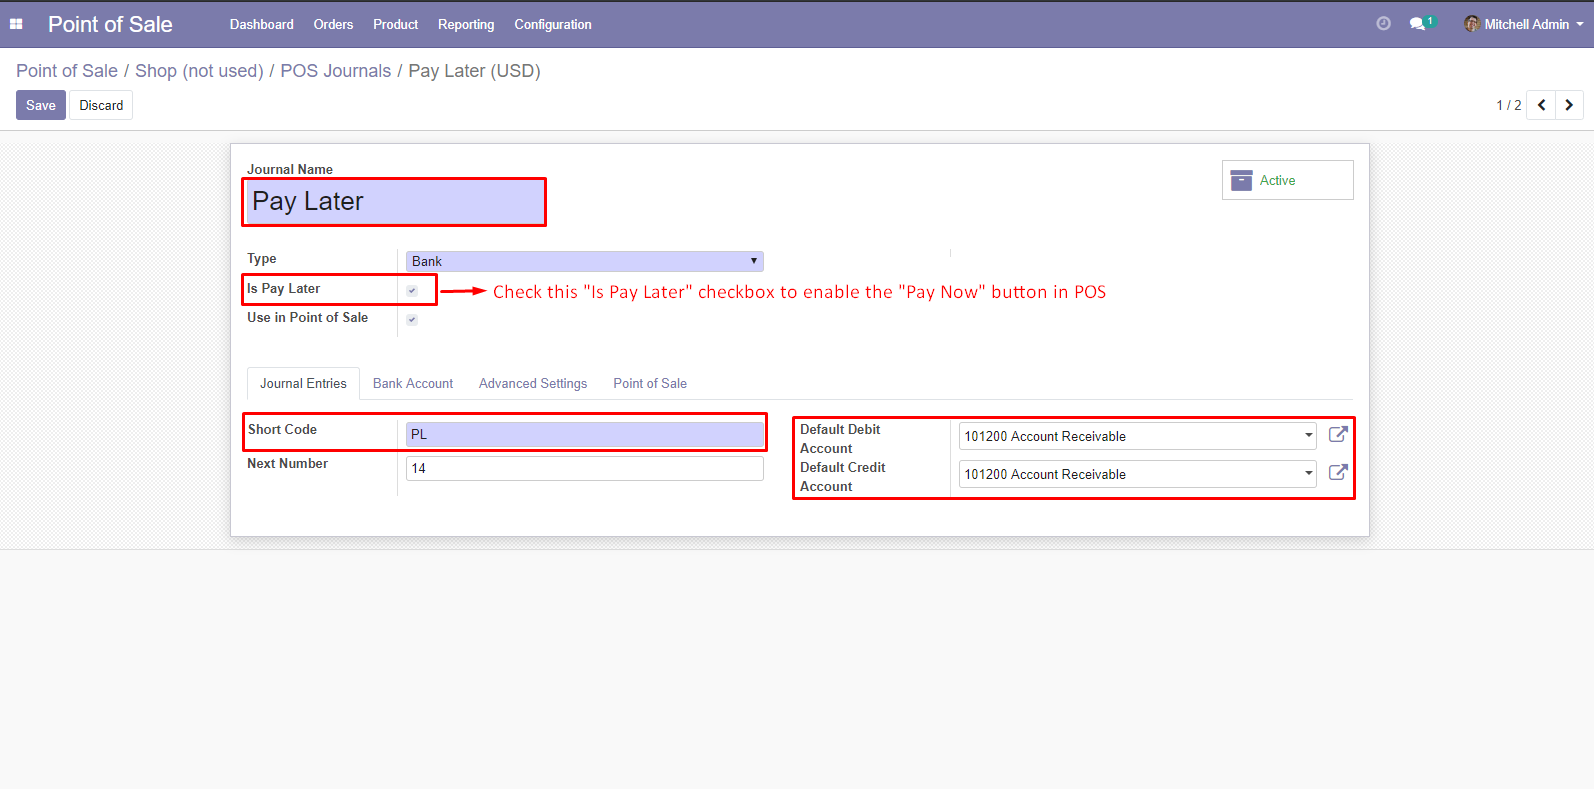 Point of Sale Dashboard Orders Product Reporting Configuration 1 Mitchell Admin
Point of Sale / Shop (not used) / POS Journals / Pay Later (USD)
Save Discard 1 / 2
Journal Name
Active
Pay Later
Type Bank
Is Pay Later Check this "Is Pay Later" checkbox to enable the "Pay Now" button in POS
Use in Point of Sale
Journal Entries Bank Account Advanced Settings Point of Sale
Short Code PL
Next Number 14
Default Debit
Account
101200 Account Receivable
Default Credit
Account
101200 Account Receivable